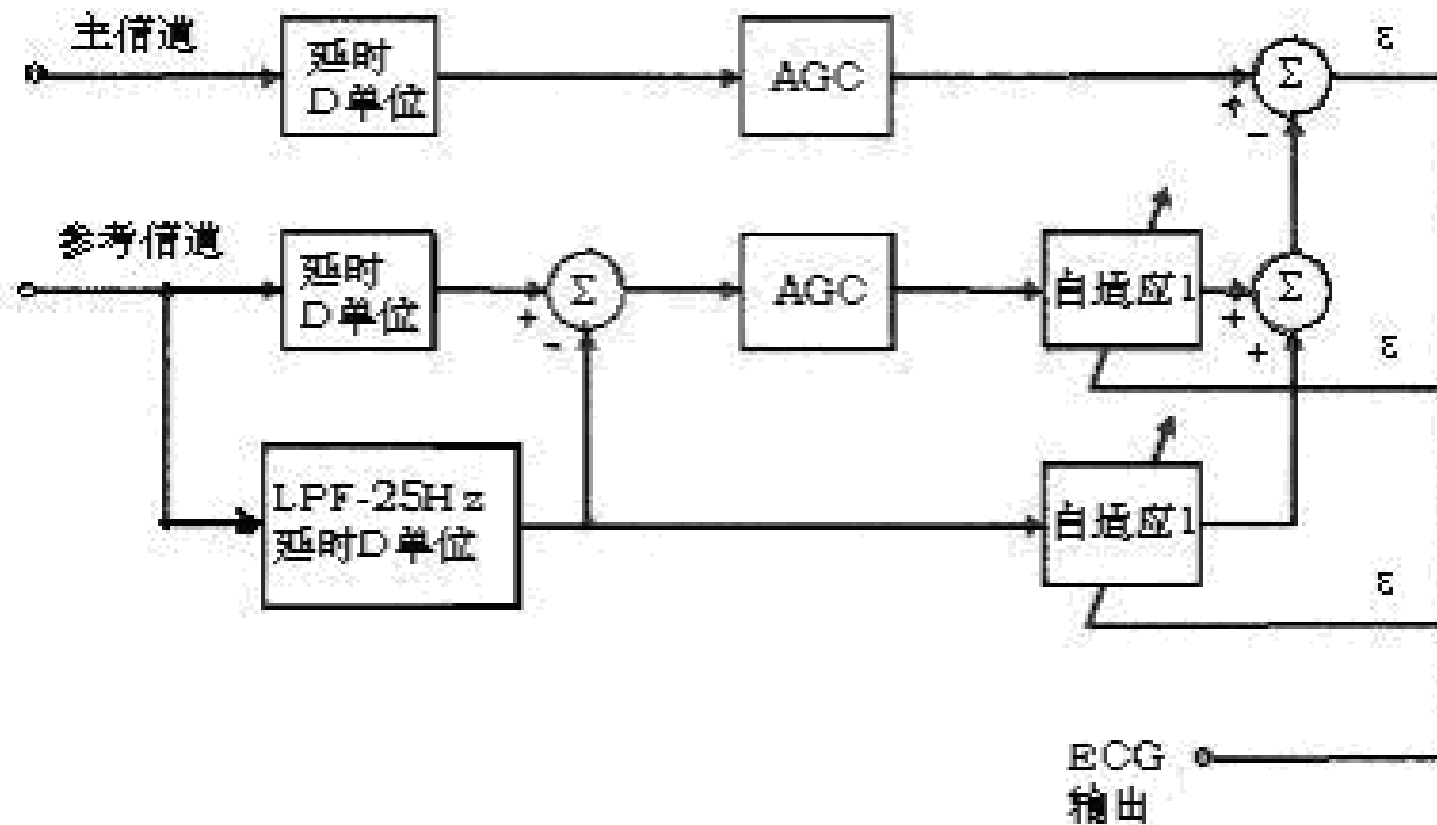 主信道
延时
D单位
AGC
Σ
+
-
ε
参考信道
延时
D单位
Σ
+
-
AGC
自适应1
Σ
+
+
ε
LPF-25Hz
延时D单位
自适应1
ε
ECG
输出